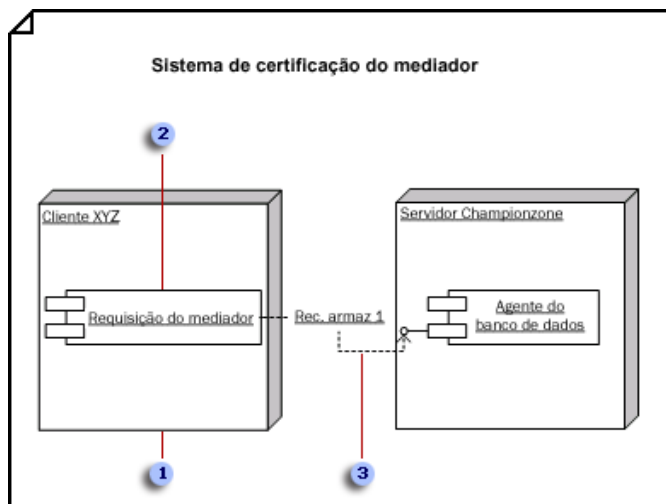 Sistema de certificação do mediador
2
Cliente XYZ
Servidor Championzone
Requisição do mediador
Rec. armaz 1
Agente do
banco de dados
1
3